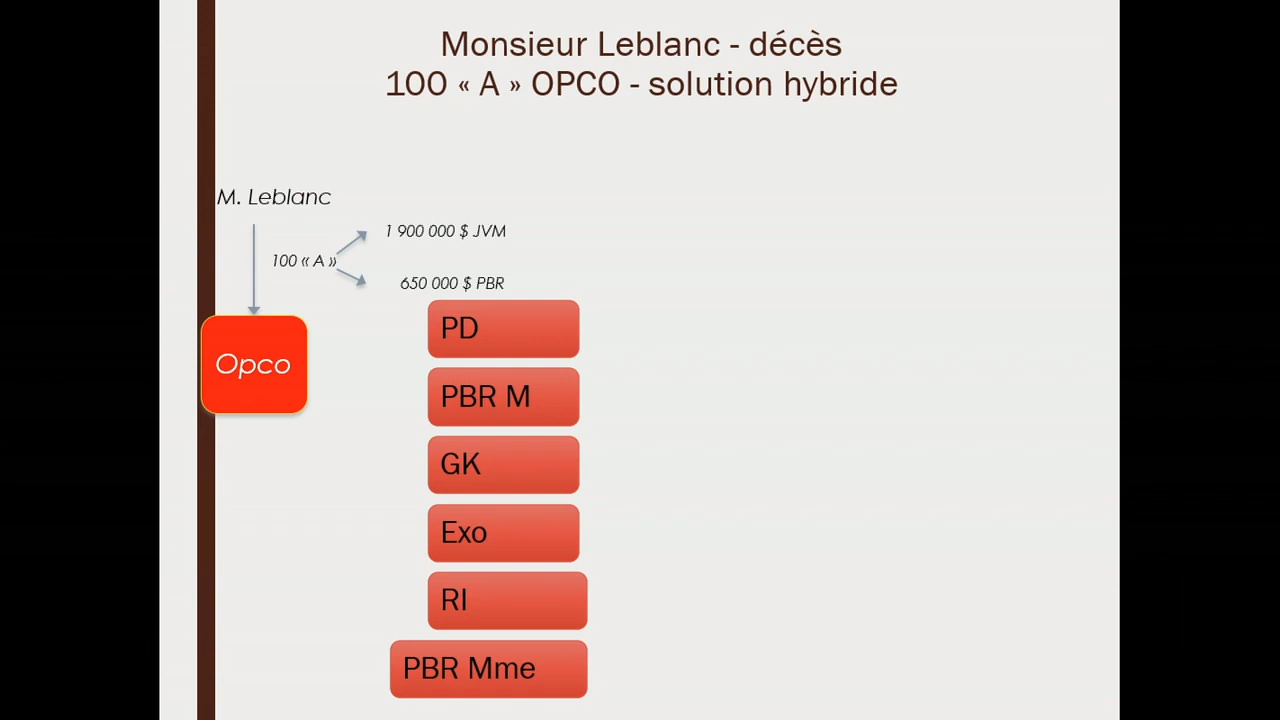 Monsieur Leblanc - décès
100 « A » OPCO - solution hybride
M. Leblanc
1 900 000 $ JVM
100 « A »
650 000 $ PBR
Opco
PD
PBR M
GK
Exo
RI
PBR Mme